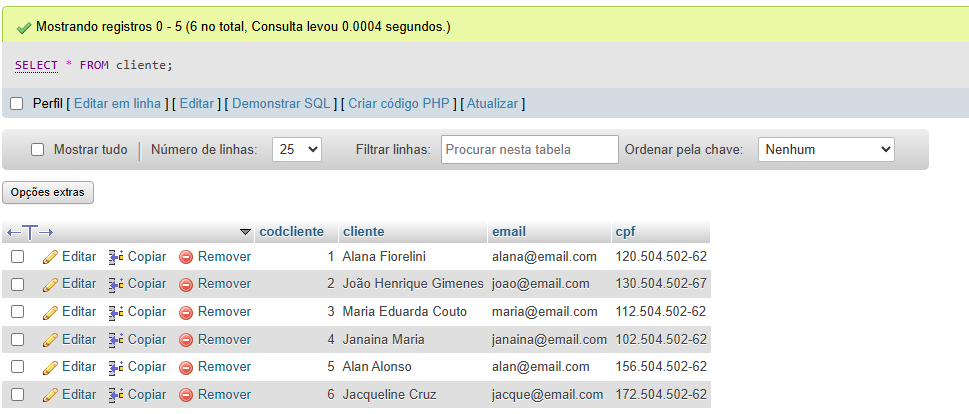 Mostrando registros 0 - 5 (6 no total, Consulta levou 0.0004 segundos.)
SELECT * FROM cliente;
Perfil [ Editar em linha ] [ Editar ] [ Demonstrar SQL ] [ Criar código PHP ] [ Atualizar ]
Mostrar tudo | Número de linhas: 25 Filtrar linhas: Procurar nesta tabela Ordenar pela chave: Nenhum
Opções extras
←T→ codcliente cliente email cpf
Editar Copiar Remover 1 Alana Fiorelini alana@email.com 120.504.502-62
Editar Copiar Remover 2 João Henrique Gimenes joao@email.com 130.504.502-67
Editar Copiar Remover 3 Maria Eduarda Couto maria@email.com 112.504.502-62
Editar Copiar Remover 4 Janaina Maria janaina@email.com 102.504.502-62
Editar Copiar Remover 5 Alan Alonso alan@email.com 156.504.502-62
Editar Copiar Remover 6 Jacqueline Cruz jacque@email.com 172.504.502-62